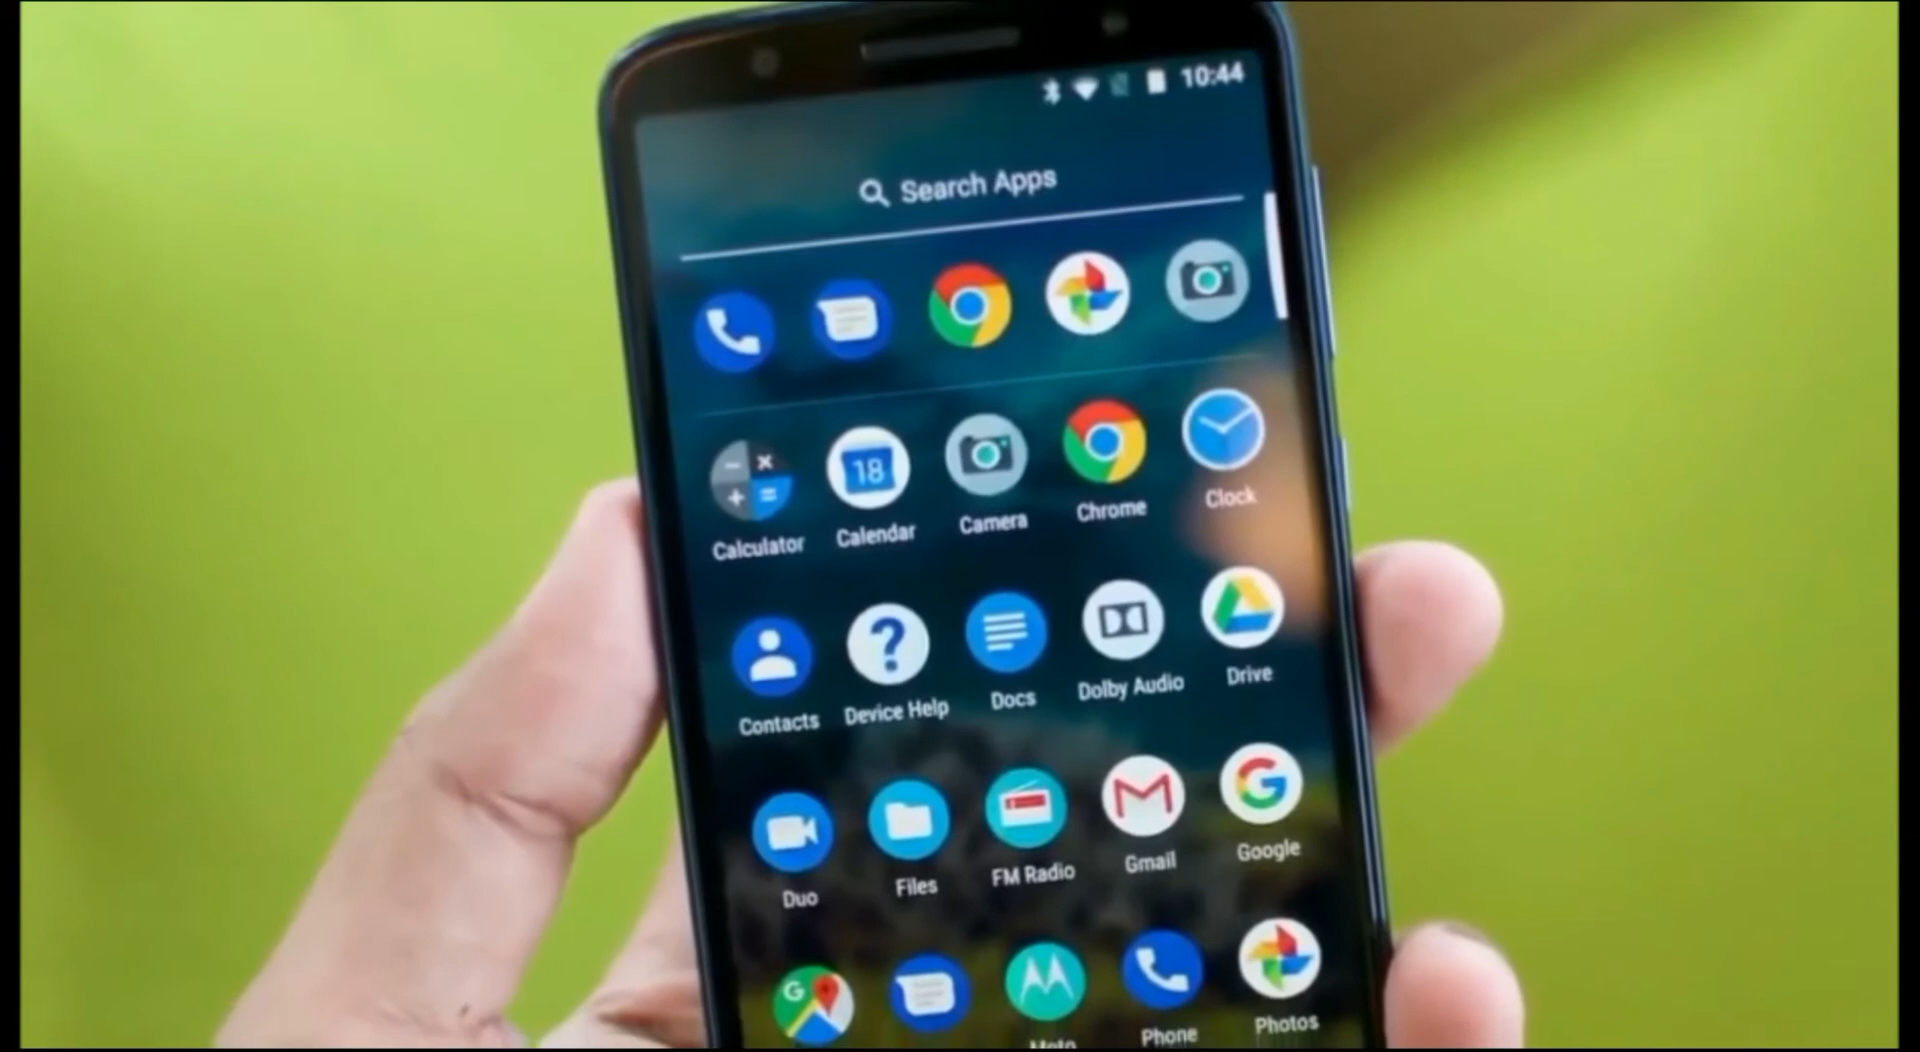 10:44
Search Apps
18
Calculator Calendar Camera Chrome Clock
Contacts Device Help Docs Dolby Audio Drive
Duo Files FM Radio Gmail Google
Moto Phone Photos